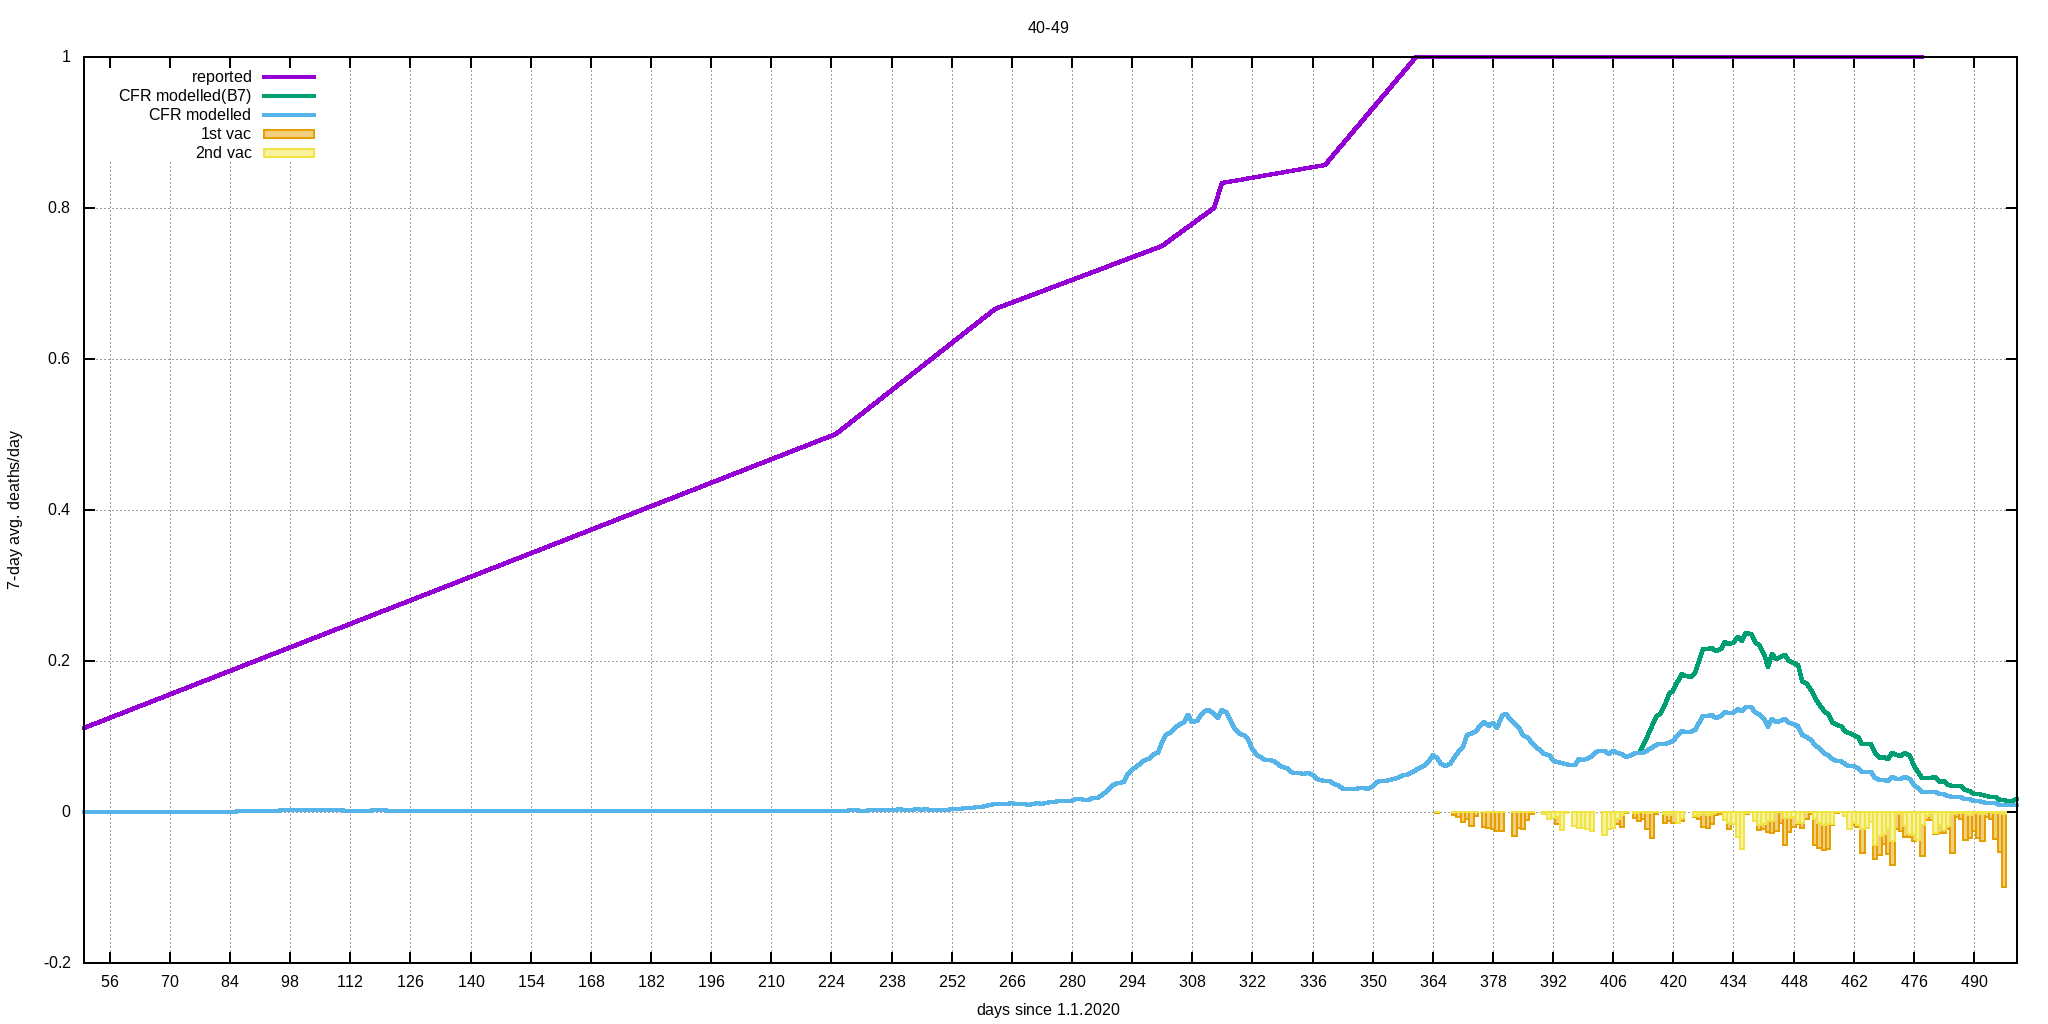 40-49
1
reported
CFR modelled(B7)
CFR modelled
1st vac
2nd vac
0.8
0.6
0.4
0.2
0
-0.2
7-day avg. deaths/day
56 70 84 98 112 126 140 154 168 182 196 210 224 238 252 266 280 294 308 322 336 350 364 378 392 406 420 434 448 462 476 490
days since 1.1.2020